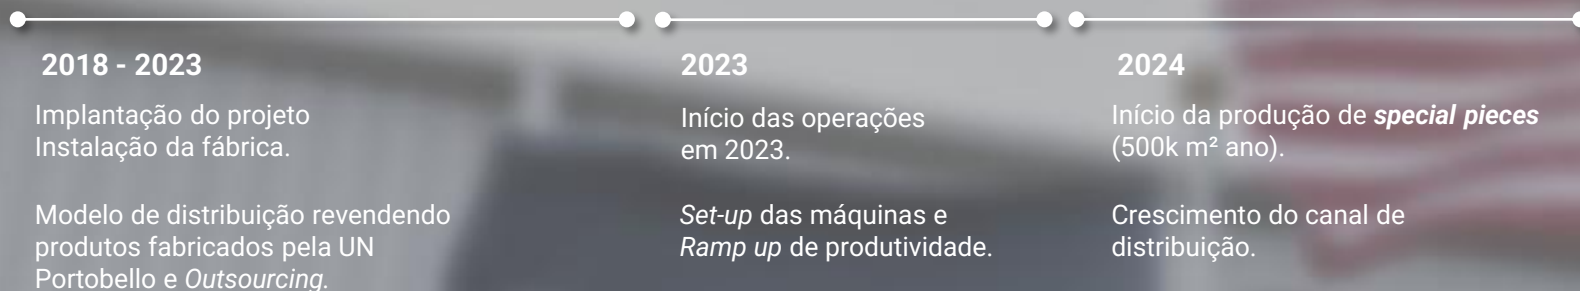 2018 - 2023
Implantação do projeto
Instalação da fábrica.
Modelo de distribuição revendendo
produtos fabricados pela UN
Portobello e Outsourcing.
2023
Início das operações
em 2023.
Set-up das máquinas e
Ramp up de produtividade.
2024
Início da produção de special pieces
(500k m² ano).
Crescimento do canal de
distribuição.